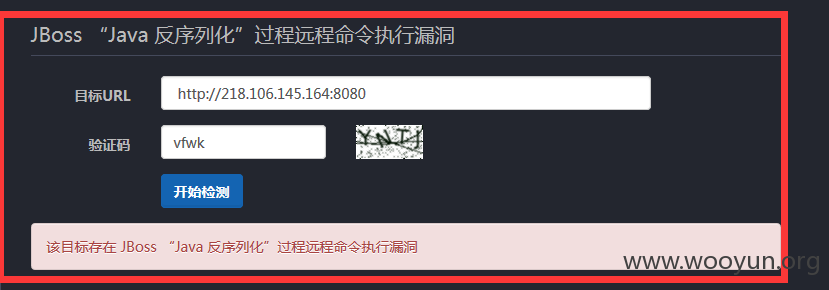 JBoss “Java 反序列化”过程远程命令执行漏洞
目标URL http://218.106.145.164:8080
验证码 vfwk
开始检测
该目标存在 JBoss “Java 反序列化”过程远程命令执行漏洞
www.wooyun.org